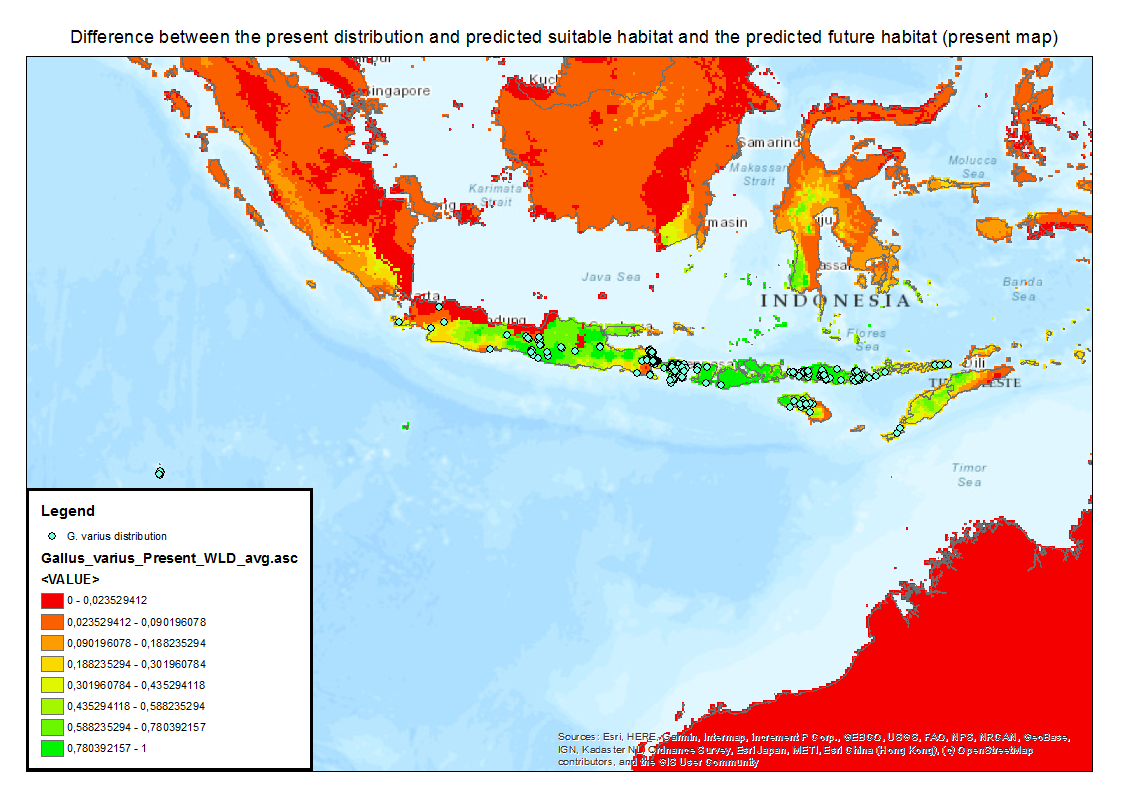 Difference between the present distribution and predicted suitable habitat and the predicted future habitat (present map)
Kuch
Singapore
Samarind
Makassar
Strait
Molucca
Sea
Karimata
Strait
rmasin
Java Sea
INDONESIA
Banda
Sea
Flores
Sea
Dili
Timor
Sea
Legend
G. varius distribution
Gallus_varius_Present_WLD_avg.asc
<VALUE>
0 - 0,023529412
0,023529412 - 0,090196078
0,090196078 - 0,188235294
0,188235294 - 0,301960784
0,301960784 - 0,435294118
0,435294118 - 0,588235294
0,588235294 - 0,780392157
0,780392157 - 1
Sources: Esri, HERE, Garmin, Intermap, increment P Corp., GEBCO, USGS, FAO, NPS, NRCAN, GeoBase,
IGN, Kadaster NL, Ordnance Survey, Esri Japan, METI, Esri China (Hong Kong), (c) OpenStreetMap
contributors, and the GIS User Community